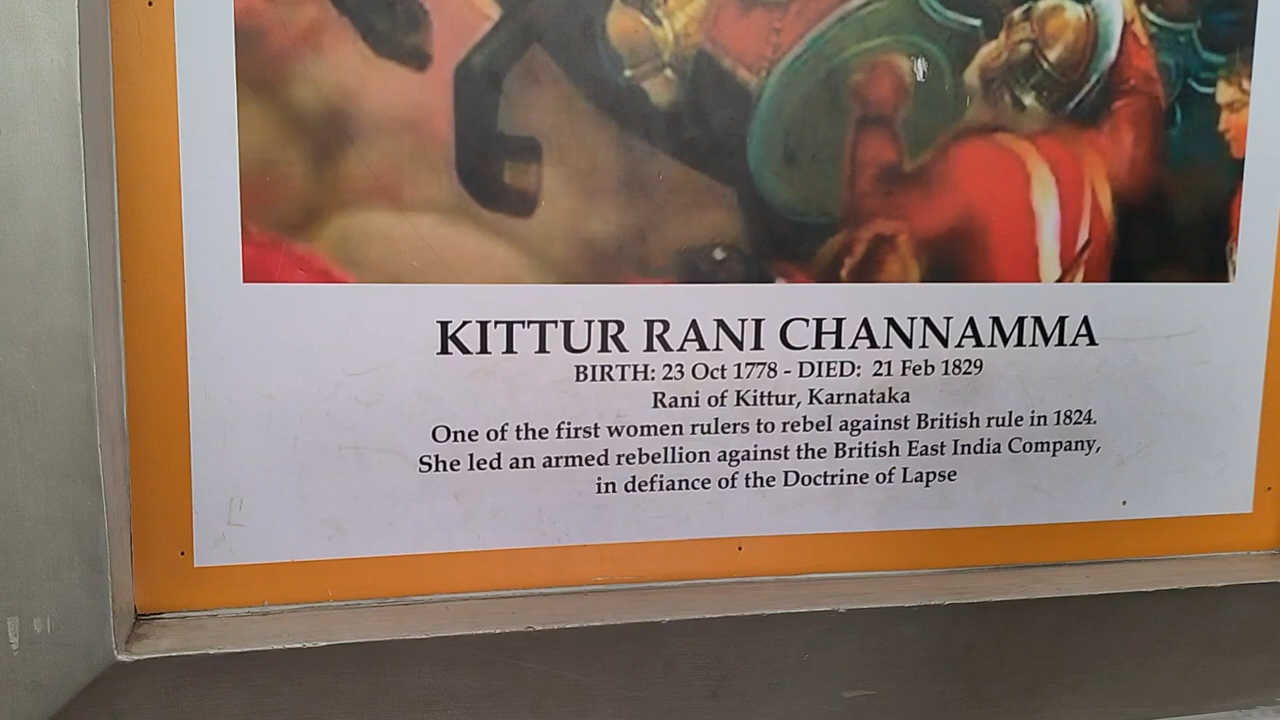 KITTUR RANI CHANNAMMA
BIRTH: 23 Oct 1778 - DIED: 21 Feb 1829
Rani of Kittur, Karnataka
One of the first women rulers to rebel against British rule in 1824.
She led an armed rebellion against the British East India Company,
in defiance of the Doctrine of Lapse